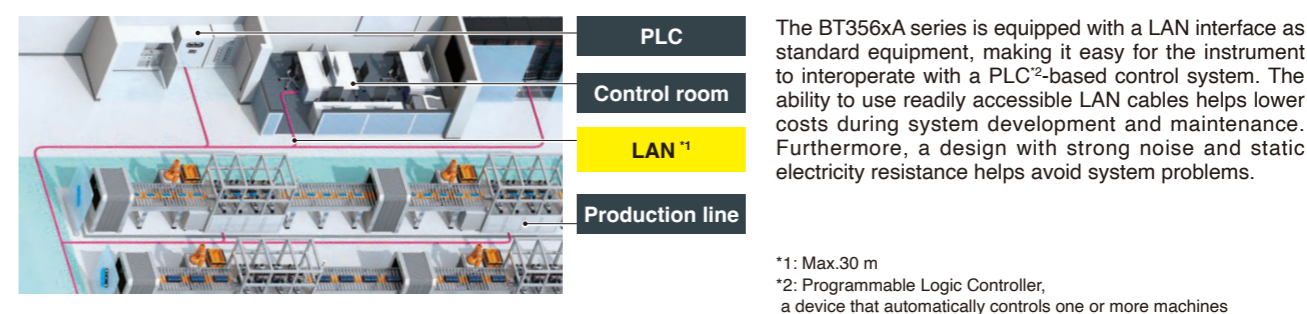 PLC
Control room
LAN *1
Production line
The BT356xA series is equipped with a LAN interface as
standard equipment, making it easy for the instrument
to interoperate with a PLC*2-based control system. The
ability to use readily accessible LAN cables helps lower
costs during system development and maintenance.
Furthermore, a design with strong noise and static
electricity resistance helps avoid system problems.
*1: Max.30 m
*2: Programmable Logic Controller,
a device that automatically controls one or more machines